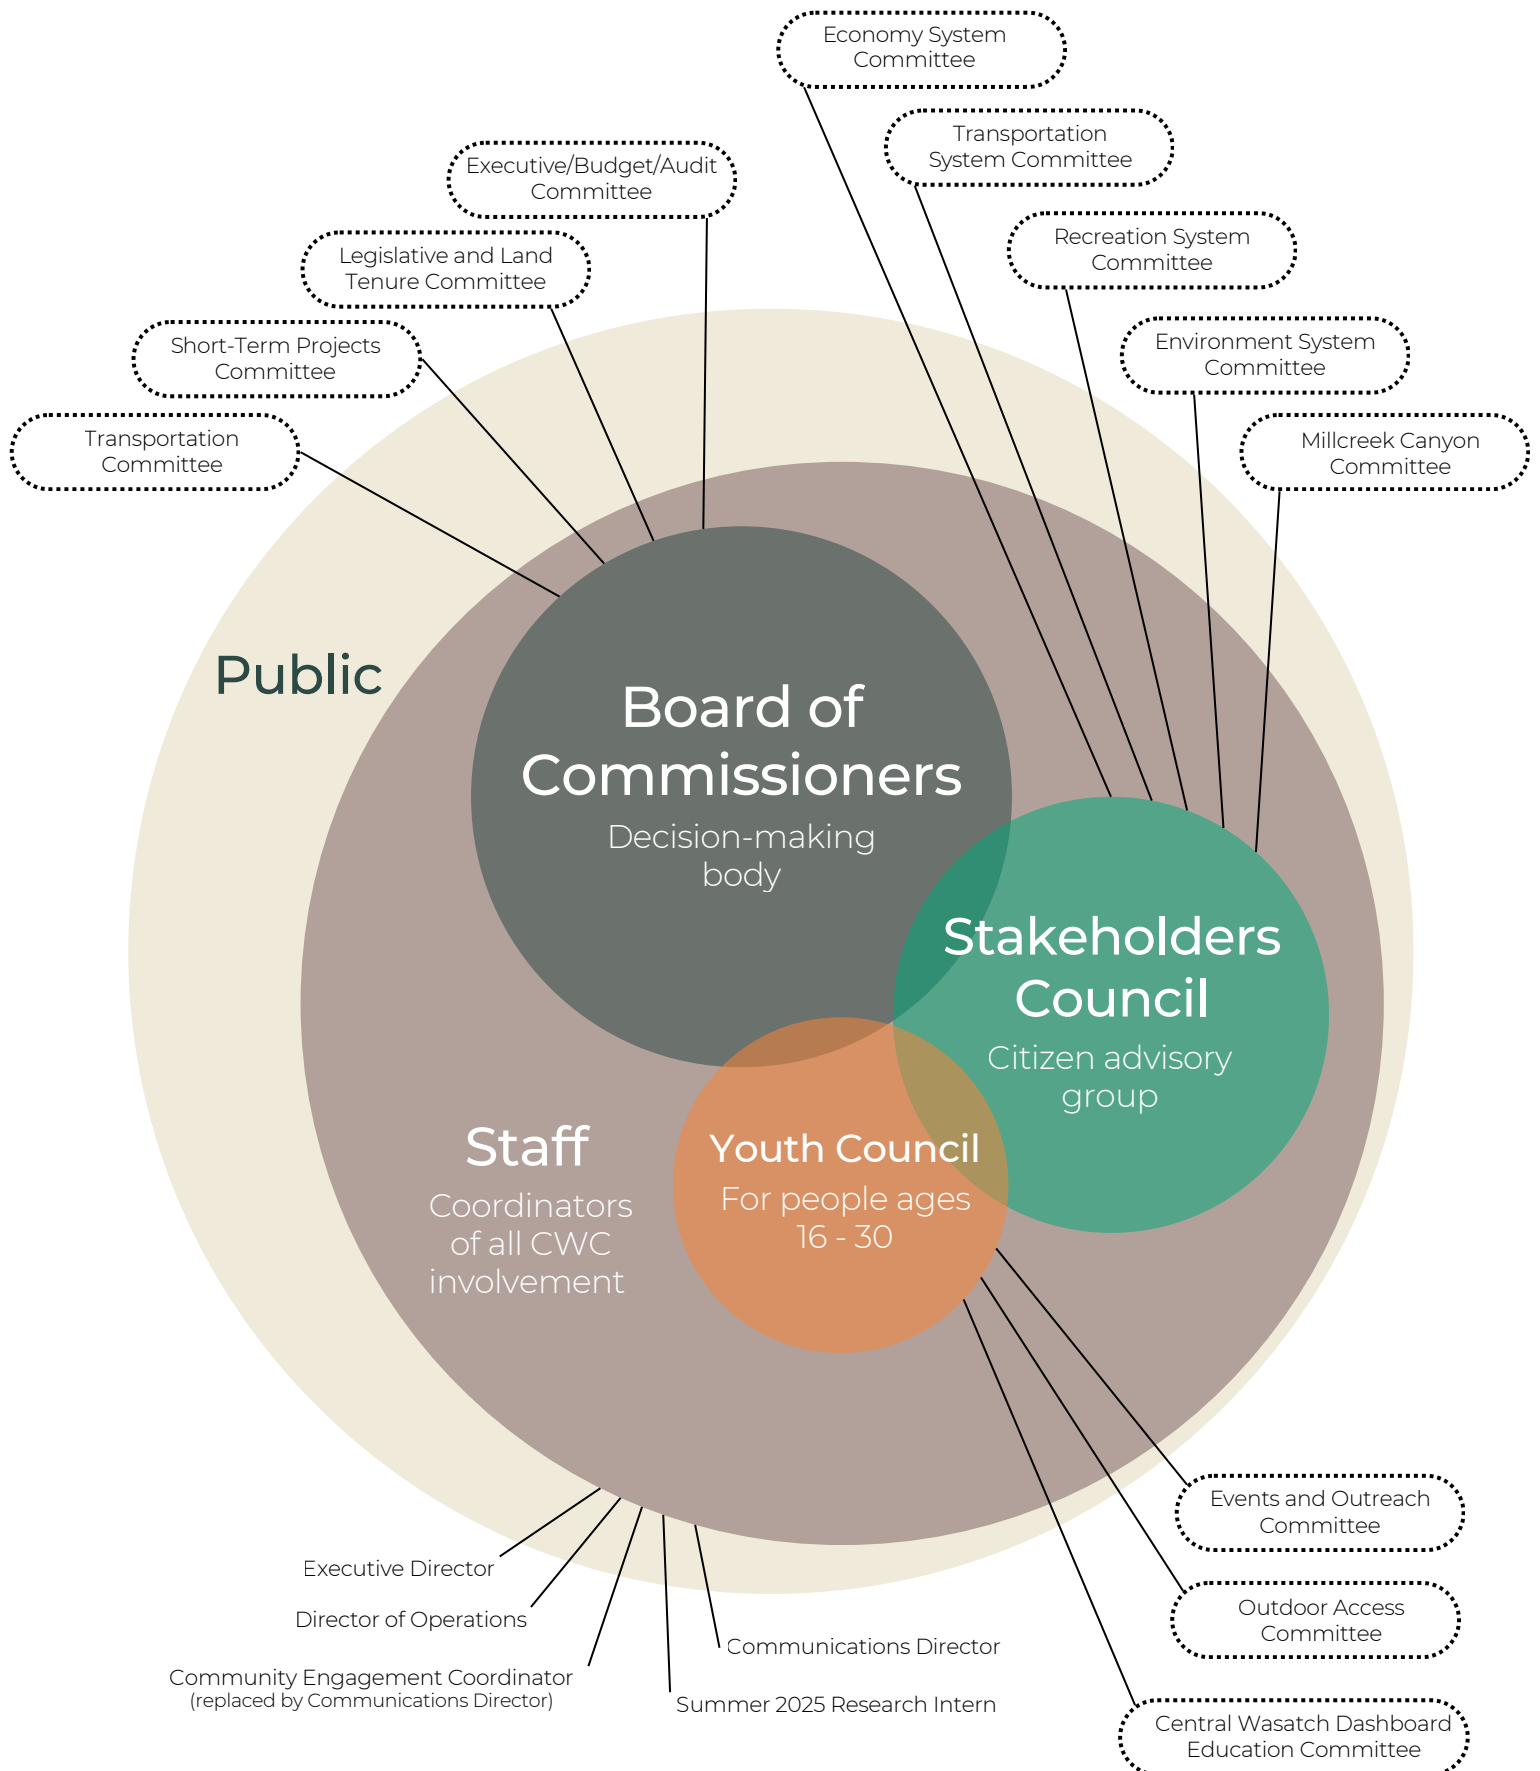 Economy System
Committee
Transportation
System Committee
Executive/Budget/Audit
Committee
Recreation System
Committee
Legislative and Land
Tenure Committee
Environment System
Committee
Short-Term Projects
Committee
Transportation
Committee
Millcreek Canyon
Committee
Public
Board of
Commissioners
Decision-making
body
Stakeholders
Council
Citizen advisory
group
Staff
Coordinators
of all CWC
involvement
Youth Council
For people ages
16 - 30
Events and Outreach
Committee
Outdoor Access
Committee
Central Wasatch Dashboard
Education Committee
Executive Director
Director of Operations
Community Engagement Coordinator
(replaced by Communications Director)
Communications Director
Summer 2025 Research Intern